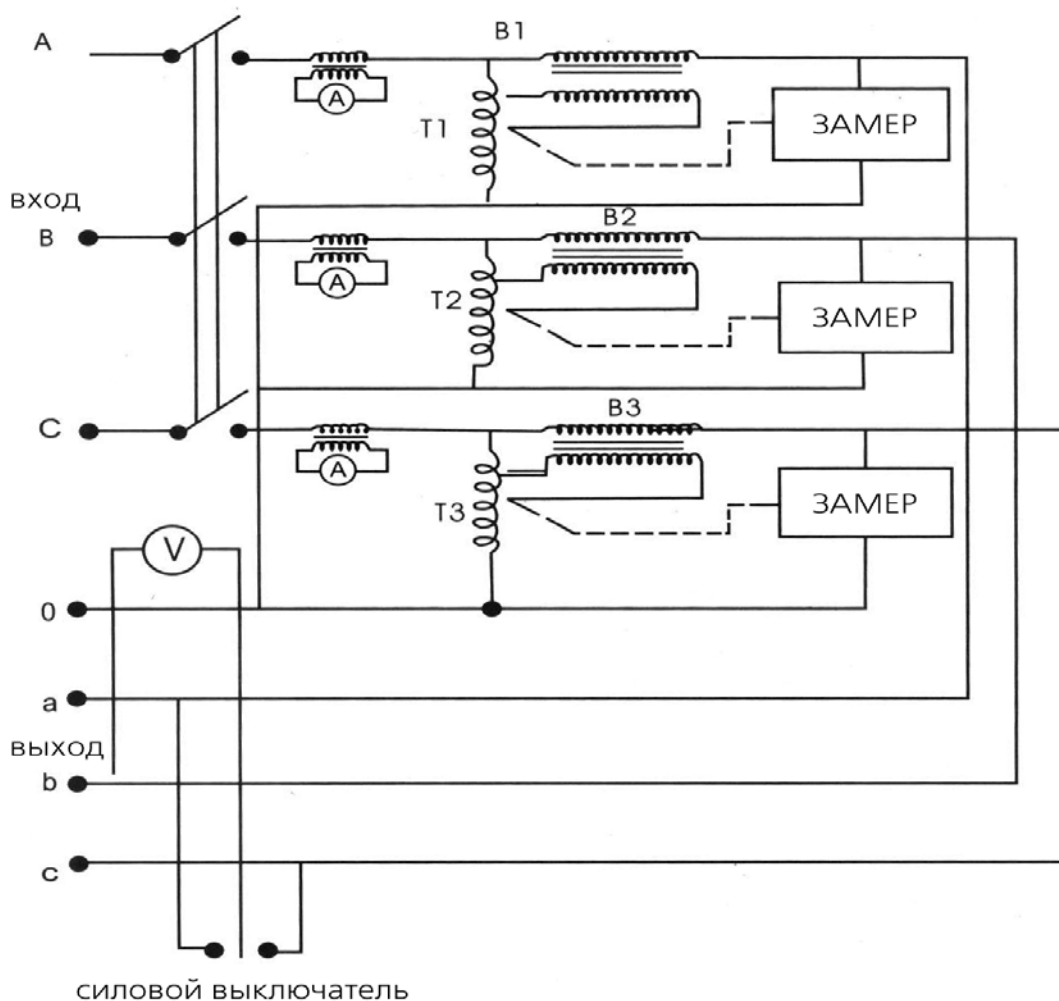 A
B1
A
T1
ЗАМЕР
вход
B
B2
A
T2
ЗАМЕР
C
B3
A
T3
ЗАМЕР
V
0
a
выход
b
c
силовой выключатель